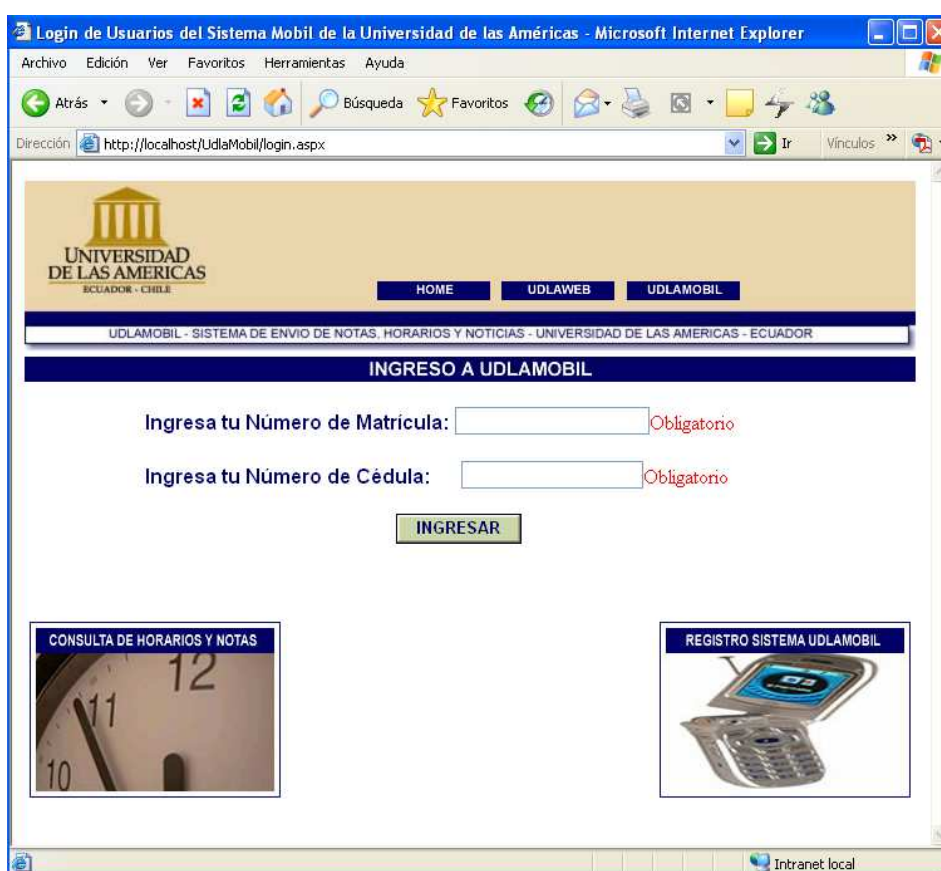 Login de Usuarios del Sistema Mobil de la Universidad de las Américas - Microsoft Internet Explorer
Archivo Edición Ver Favoritos Herramientas Ayuda
Atrás Búsqueda Favoritos
Dirección http://localhost/UdlaMobil/login.aspx Ir Vínculos »
UNIVERSIDAD
DE LAS AMERICAS
ECUADOR - CHILE
HOME UDLAWEB UDLAMOBIL
UDLAMOBIL - SISTEMA DE ENVIO DE NOTAS, HORARIOS Y NOTICIAS - UNIVERSIDAD DE LAS AMERICAS - ECUADOR
INGRESO A UDLAMOBIL
Ingresa tu Número de Matrícula: Obligatorio
Ingresa tu Número de Cédula: Obligatorio
INGRESAR
CONSULTA DE HORARIOS Y NOTAS
12
11
10
REGISTRO SISTEMA UDLAMOBIL
Intranet local